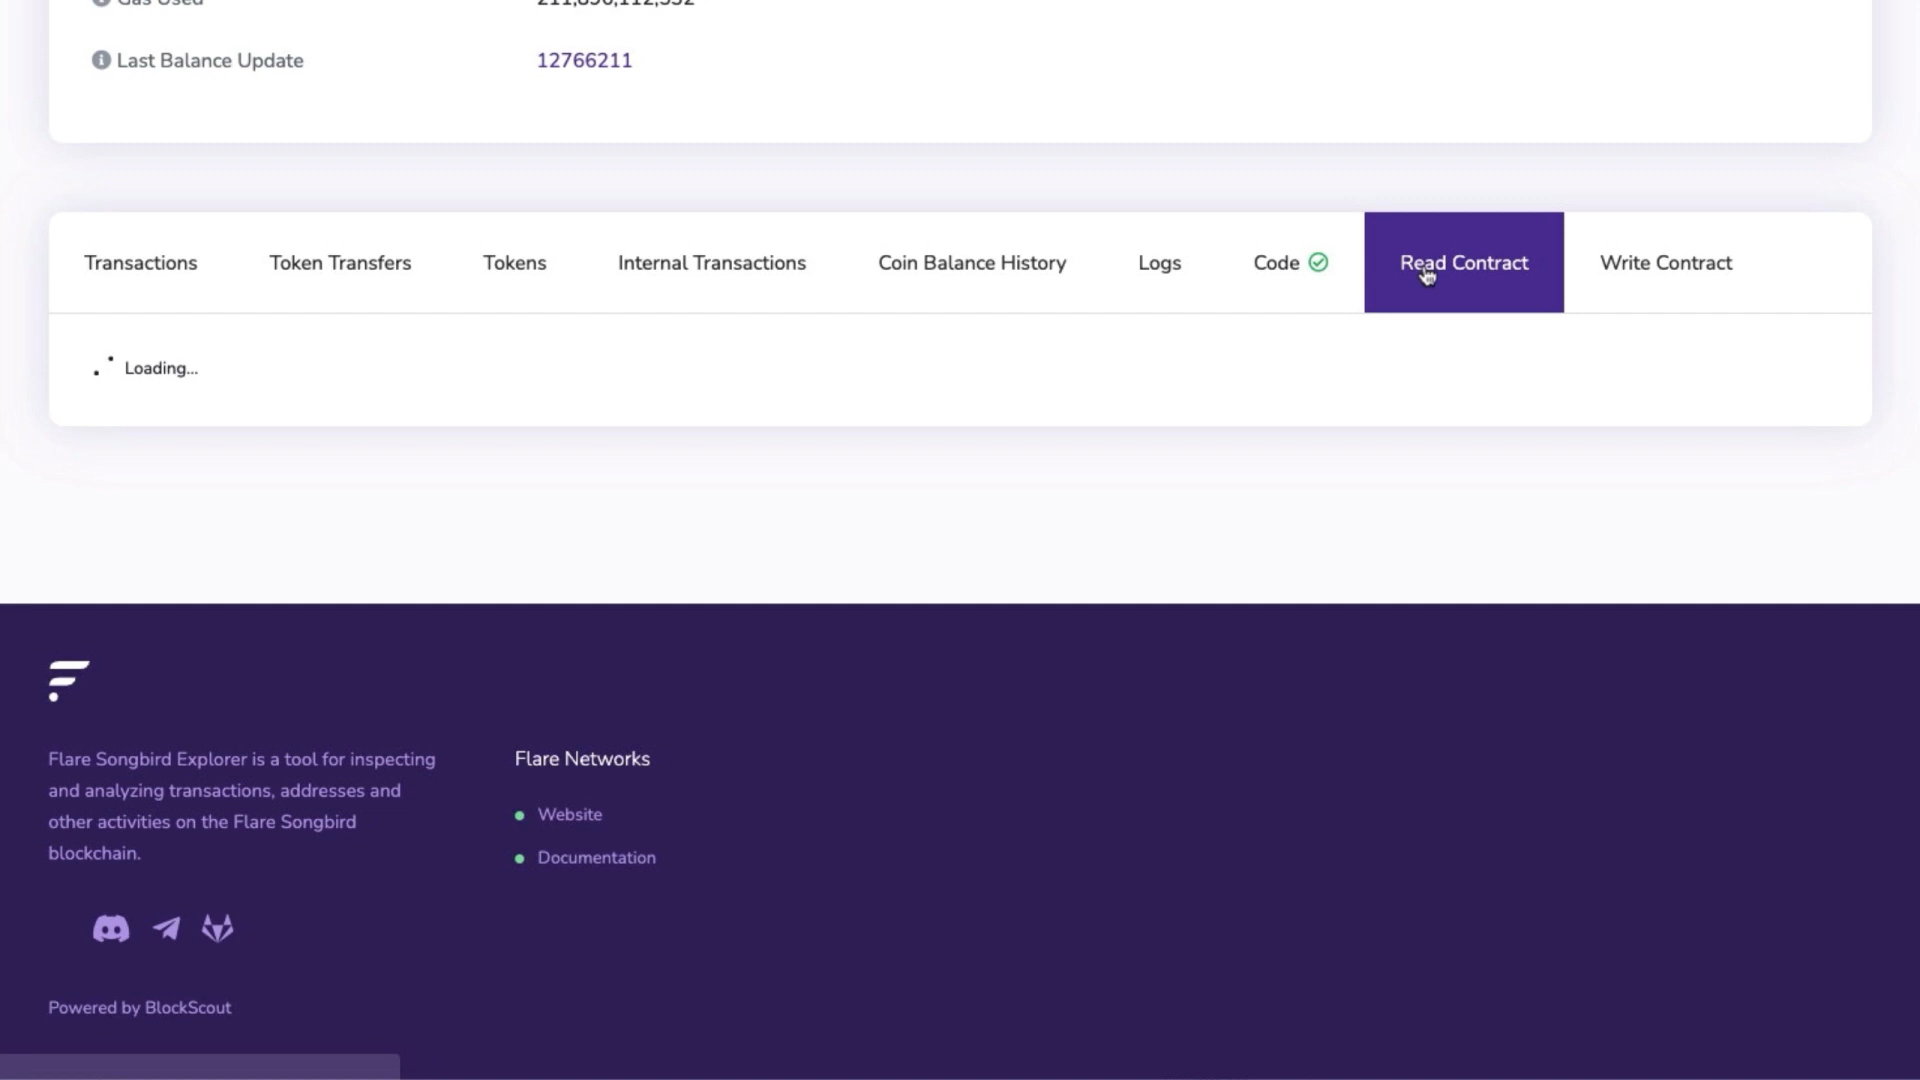 Gas Used
Last Balance Update 12766211
Transactions Token Transfers Tokens Internal Transactions Coin Balance History Logs Code Read Contract Write Contract
Loading...
Flare Songbird Explorer is a tool for inspecting
and analyzing transactions, addresses and
other activities on the Flare Songbird
blockchain.
Flare Networks
Website
Documentation
Powered by BlockScout